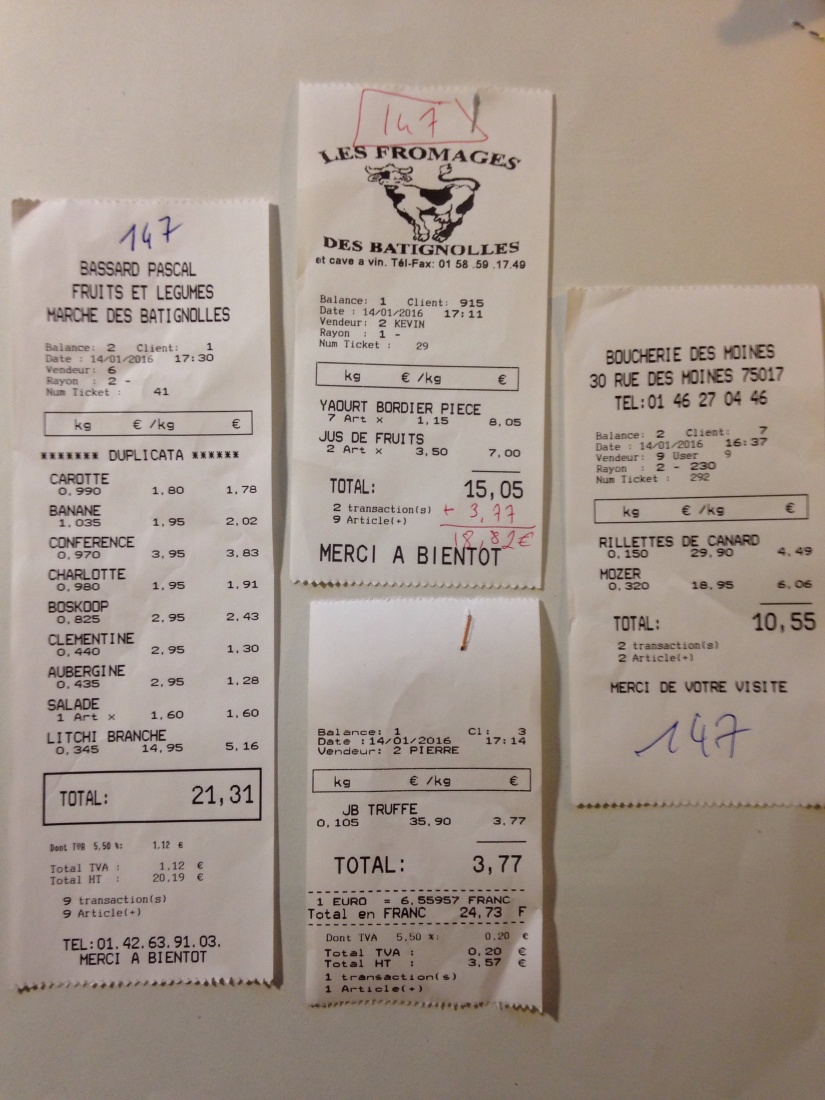 147
BASSARD PASCAL
FRUITS ET LEGUMES
MARCHE DES BATIGNOLLES
Balance: 2 Client: 1
Date : 14/01/2016 17:30
Vendeur: 6
Rayon : 2 -
Num Ticket : 41
kg € /kg €
******* DUPLICATA ******
CAROTTE
0,990 1,80 1,78
BANANE
1,035 1,95 2,02
CONFERENCE
0,970 3,95 3,83
CHARLOTTE
0,980 1,95 1,91
BOSKOOP
0,825 2,95 2,43
CLEMENTINE
0,440 2,95 1,30
AUBERGINE
0,435 2,95 1,28
SALADE
1 Art × 1,60 1,60
LITCHI BRANCHE
0,345 14,95 5,16
TOTAL: 21,31
Dont TVA 5,50 %: 1,12 €
Total TVA : 1,12 €
Total HT : 20,19 €
9 transaction(s)
9 Article(+)
TEL:01.42.63.91.03.
MERCI A BIENTOT
147
LES FROMAGES
DES BATIGNOLLES
et cave a vin. Tél-Fax: 01 58 .59 .17.49
Balance: 1 Client: 915
Date : 14/01/2016 17:11
Vendeur: 2 KEVIN
Rayon : 1 -
Num Ticket : 29
kg € /kg €
YAOURT BORDIER PIECE
7 Art × 1,15 8,05
JUS DE FRUITS
2 Art × 3,50 7,00
TOTAL: 15,05
2 transaction(s) + 3,77
9 Article(+)
18,82€
MERCI A BIENTOT
Balance: 1 Cl: 3
Date :14/01/2016 17:14
Vendeur: 2 PIERRE
kg € /kg €
JB TRUFFE
0,105 35,90 3,77
TOTAL: 3,77
1 EURO = 6,55957 FRANC
Total en FRANC 24,73 F
Dont TVA 5,50 %: 0,20 €
Total TVA : 0,20 €
Total HT : 3,57 €
1 transaction(s)
1 Article(+)
BOUCHERIE DES MOINES
30 RUE DES MOINES 75017
TEL:01 46 27 04 46
Balance: 2 Client: 7
Date : 14/01/2016 16:37
Vendeur: 9 User 9
Rayon : 2 - 230
Num Ticket : 292
kg € /kg €
RILLETTES DE CANARD
0,150 29,90 4,49
MOZER
0,320 18,95 6,06
TOTAL: 10,55
2 transaction(s)
2 Article(+)
MERCI DE VOTRE VISITE
147